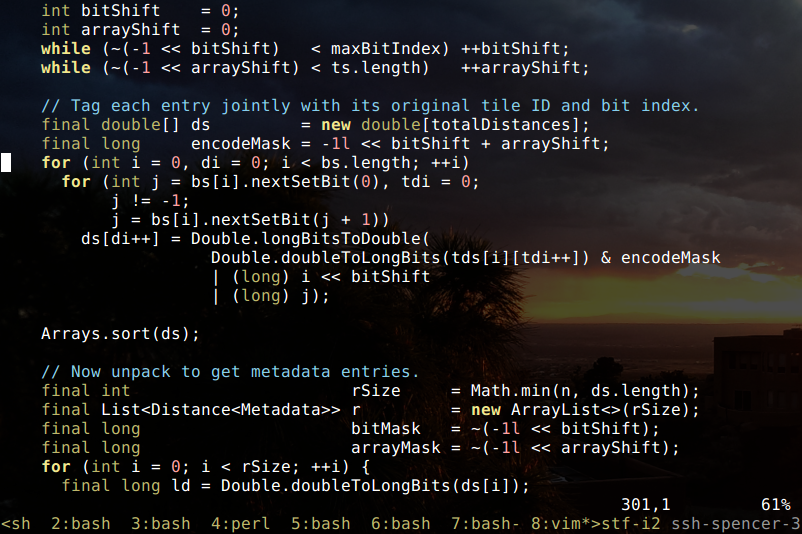 int bitShift    = 0;
int arrayShift  = 0;
while (~(-1 << bitShift)   < maxBitIndex) ++bitShift;
while (~(-1 << arrayShift) < ts.length)   ++arrayShift;

// Tag each entry jointly with its original tile ID and bit index.
final double[] ds         = new double[totalDistances];
final long     encodeMask = -1l << bitShift + arrayShift;
for (int i = 0, di = 0; i < bs.length; ++i)
  for (int j = bs[i].nextSetBit(0), tdi = 0;
       j != -1;
       j = bs[i].nextSetBit(j + 1))
    ds[di++] = Double.longBitsToDouble(
                 Double.doubleToLongBits(tds[i][tdi++]) & encodeMask
                 | (long) i << bitShift
                 | (long) j);

Arrays.sort(ds);

// Now unpack to get metadata entries.
final int                      rSize     = Math.min(n, ds.length);
final List<Distance<Metadata>> r         = new ArrayList<>(rSize);
final long                     bitMask   = ~(-1l << bitShift);
final long                     arrayMask = ~(-1l << arrayShift);
for (int i = 0; i < rSize; ++i) {
  final long ld = Double.doubleToLongBits(ds[i]);
301,1         61%
<sh  2:bash  3:bash  4:perl  5:bash  6:bash  7:bash- 8:vim*>stf-i2 ssh-spencer-3